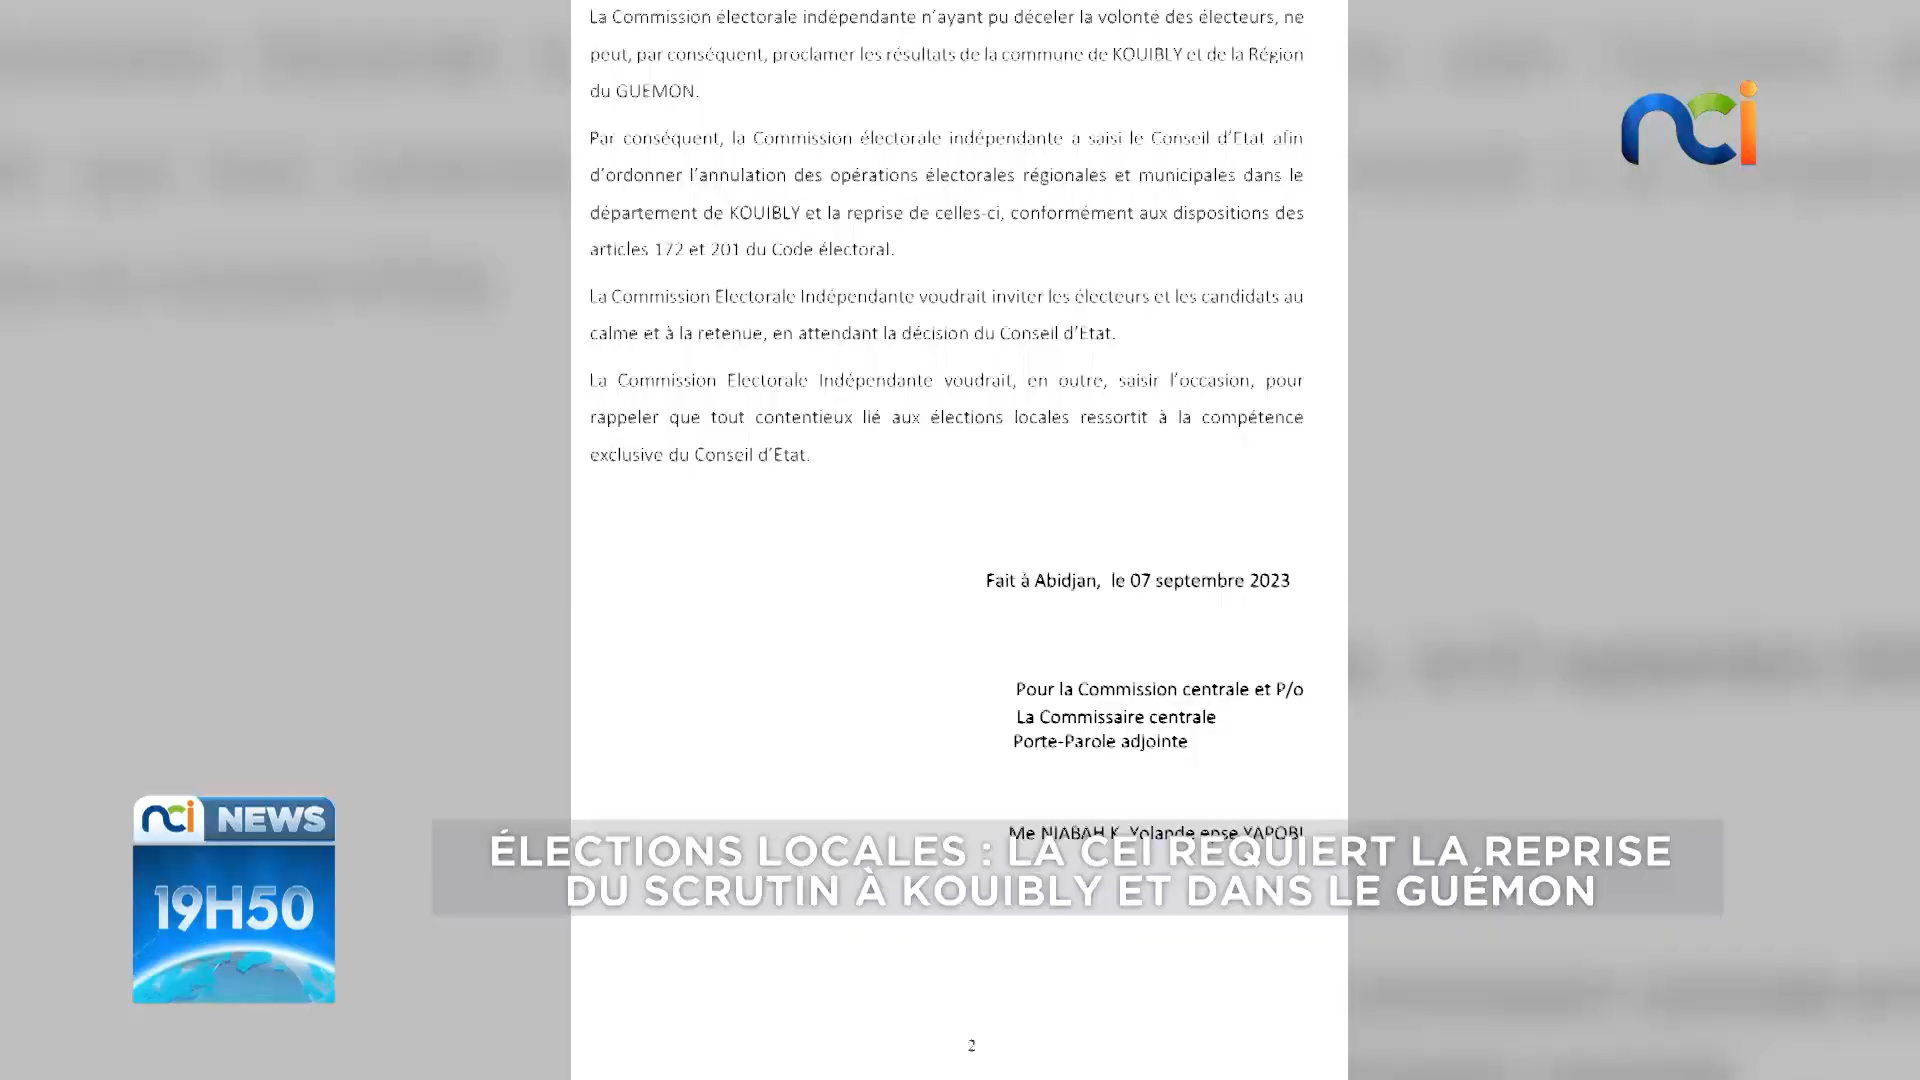 La Commission électorale indépendante n'ayant pu déceler la volonté des électeurs, ne
peut, par conséquent, proclamer les résultats de la commune de KOUIBLY et de la Région
du GUEMON.
Par conséquent, la Commission électorale indépendante a saisi le Conseil d'Etat afin
d'ordonner l'annulation des opérations électorales régionales et municipales dans le
département de KOUIBLY et la reprise de celles-ci, conformément aux dispositions des
articles 172 et 201 du Code électoral.
La Commission Electorale Indépendante voudrait inviter les électeurs et les candidats au
calme et à la retenue, en attendant la décision du Conseil d'Etat.
La Commission Electorale Indépendante voudrait, en outre, saisir l'occasion, pour
rappeler que tout contentieux lié aux élections locales ressortit à la compétence
exclusive du Conseil d'Etat.
Fait à Abidjan, le 07 septembre 2023
Pour la Commission centrale et P/o
La Commissaire centrale
Porte-Parole adjointe
Me NIABAH K. Yolande epse YAPOBI
2
nci
nci NEWS
19H50
ÉLECTIONS LOCALES : LA CEI REQUIERT LA REPRISE
DU SCRUTIN À KOUIBLY ET DANS LE GUÉMON